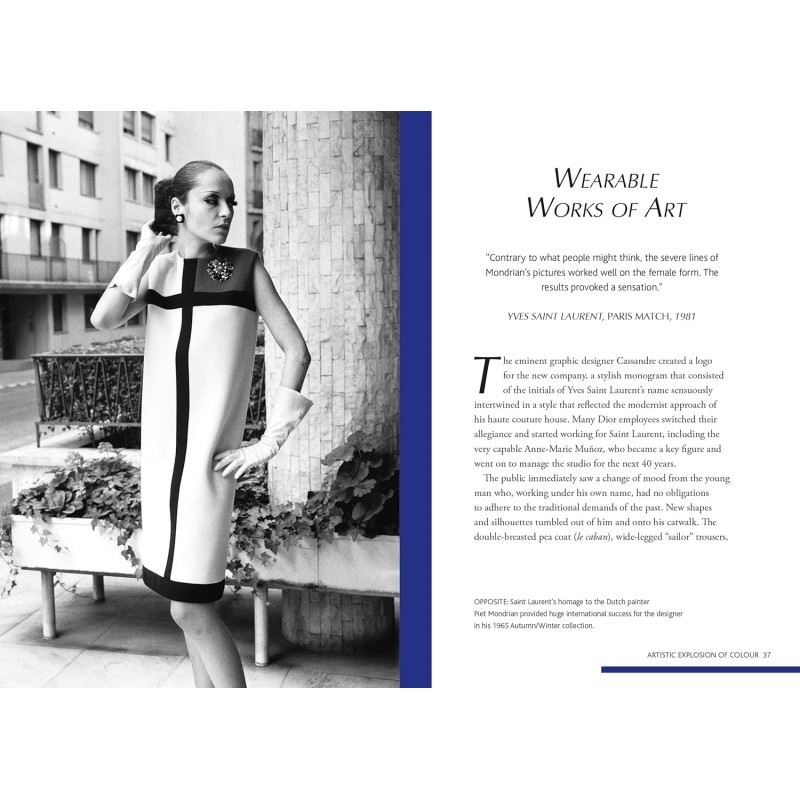 WEARABLE
WORKS OF ART
"Contrary to what people might think, the severe lines of
Mondrian's pictures worked well on the female form. The
results provoked a sensation."
YVES SAINT LAURENT, PARIS MATCH, 1981
The eminent graphic designer Cassandre created a logo
for the new company, a stylish monogram that consisted
of the initials of Yves Saint Laurent's name sensuously
intertwined in a style that reflected the modernist approach of
his haute couture house. Many Dior employees switched their
allegiance and started working for Saint Laurent, including the
very capable Anne-Marie Muñoz, who became a key figure and
went on to manage the studio for the next 40 years.
The public immediately saw a change of mood from the young
man who, working under his own name, had no obligations
to adhere to the traditional demands of the past. New shapes
and silhouettes tumbled out of him and onto his catwalk. The
double-breasted pea coat (le caban), wide-legged "sailor" trousers,
OPPOSITE: Saint Laurent's homage to the Dutch painter
Piet Mondrian provided huge international success for the designer
in his 1965 Autumn/Winter collection.
ARTISTIC EXPLOSION OF COLOUR 37